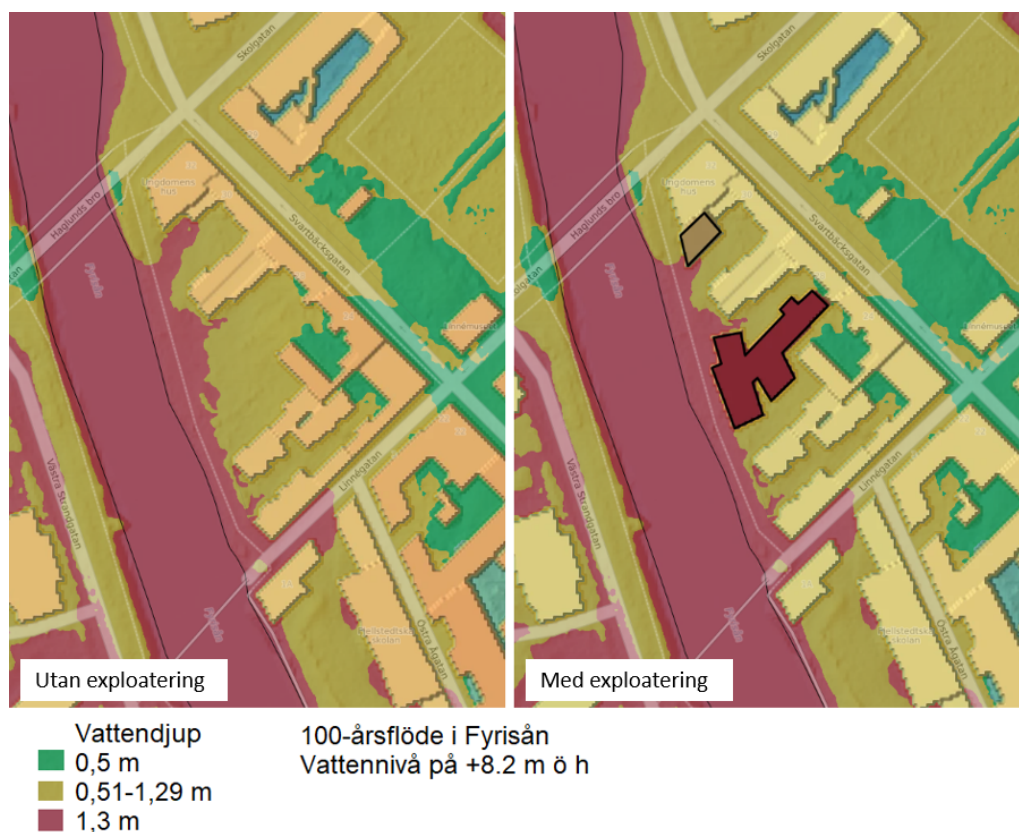 Skolgatan
Haglunds bro
Svartbäcksgatan
Fyrisån
Linnégatan
Västra Strandgatan
Östra Ågatan
Utan exploatering
Skolgatan
Haglunds bro
Svartbäcksgatan
Fyrisån
Linnégatan
Västra Strandgatan
Östra Ågatan
Med exploatering
Vattendjup
0,5 m
0,51-1,29 m
1,3 m
100-årsflöde i Fyrisån
Vattennivå på +8.2 m ö h